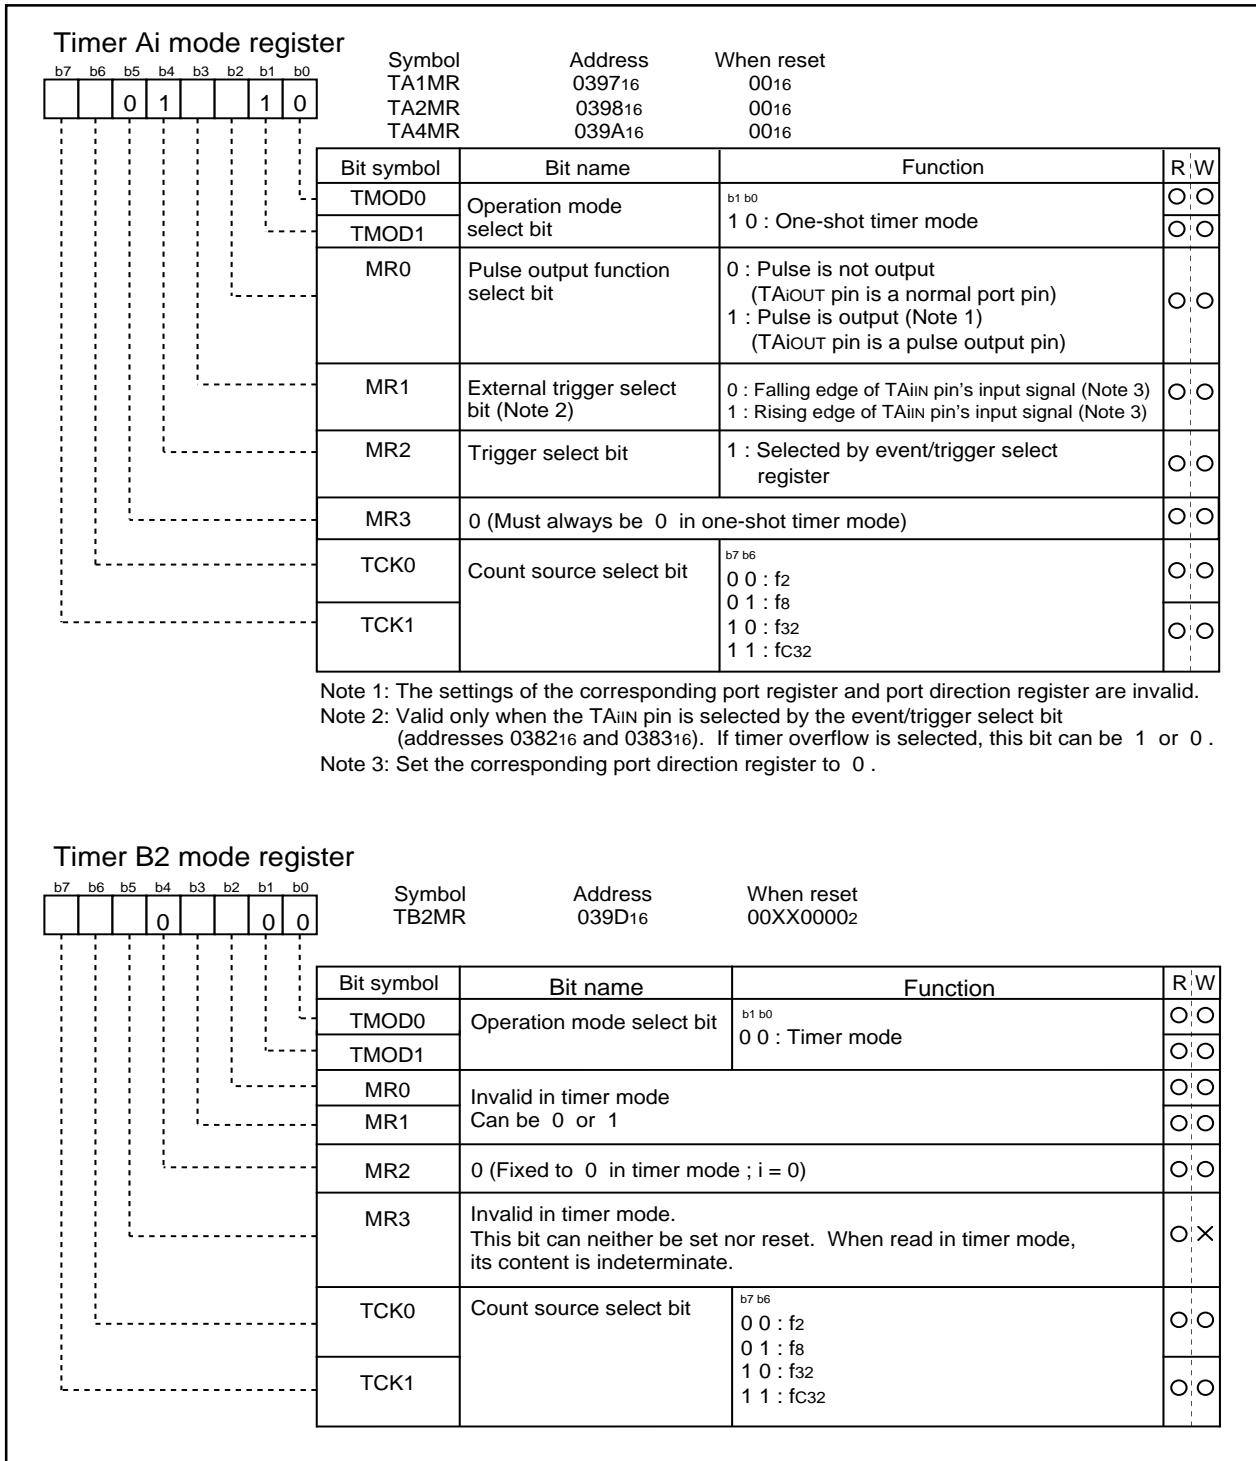 Timer Ai mode register
Symbol Address When reset
b7 b6 b5 b4 b3 b2 b1 b0
TA1MR 039716 0016
0 1 1 0
TA2MR 039816 0016
TA4MR 039A16 0016
Bit symbol Bit name Function R W
TMOD0 Operation mode select bit b1 b0
TMOD1 1 0 : One-shot timer mode
MR0 Pulse output function select bit 0 : Pulse is not output
(TAiOUT pin is a normal port pin)
1 : Pulse is output (Note 1)
(TAiOUT pin is a pulse output pin)
MR1 External trigger select bit (Note 2) 0 : Falling edge of TAiIN pin's input signal (Note 3)
1 : Rising edge of TAiIN pin's input signal (Note 3)
MR2 Trigger select bit 1 : Selected by event/trigger select
register
MR3 0 (Must always be 0 in one-shot timer mode)
TCK0 Count source select bit b7 b6
0 0 : f2
0 1 : f8
TCK1 1 0 : f32
1 1 : fC32
Note 1: The settings of the corresponding port register and port direction register are invalid.
Note 2: Valid only when the TAiIN pin is selected by the event/trigger select bit
(addresses 038216 and 038316). If timer overflow is selected, this bit can be 1 or 0 .
Note 3: Set the corresponding port direction register to 0 .
Timer B2 mode register
b7 b6 b5 b4 b3 b2 b1 b0
Symbol Address When reset
0 0 0
TB2MR 039D16 00XX00002
Bit symbol Bit name Function R W
TMOD0 Operation mode select bit b1 b0
0 0 : Timer mode
TMOD1
MR0 Invalid in timer mode
MR1 Can be 0 or 1
MR2 0 (Fixed to 0 in timer mode ; i = 0)
MR3 Invalid in timer mode.
This bit can neither be set nor reset. When read in timer mode,
its content is indeterminate.
TCK0 Count source select bit b7 b6
0 0 : f2
0 1 : f8
TCK1 1 0 : f32
1 1 : fC32